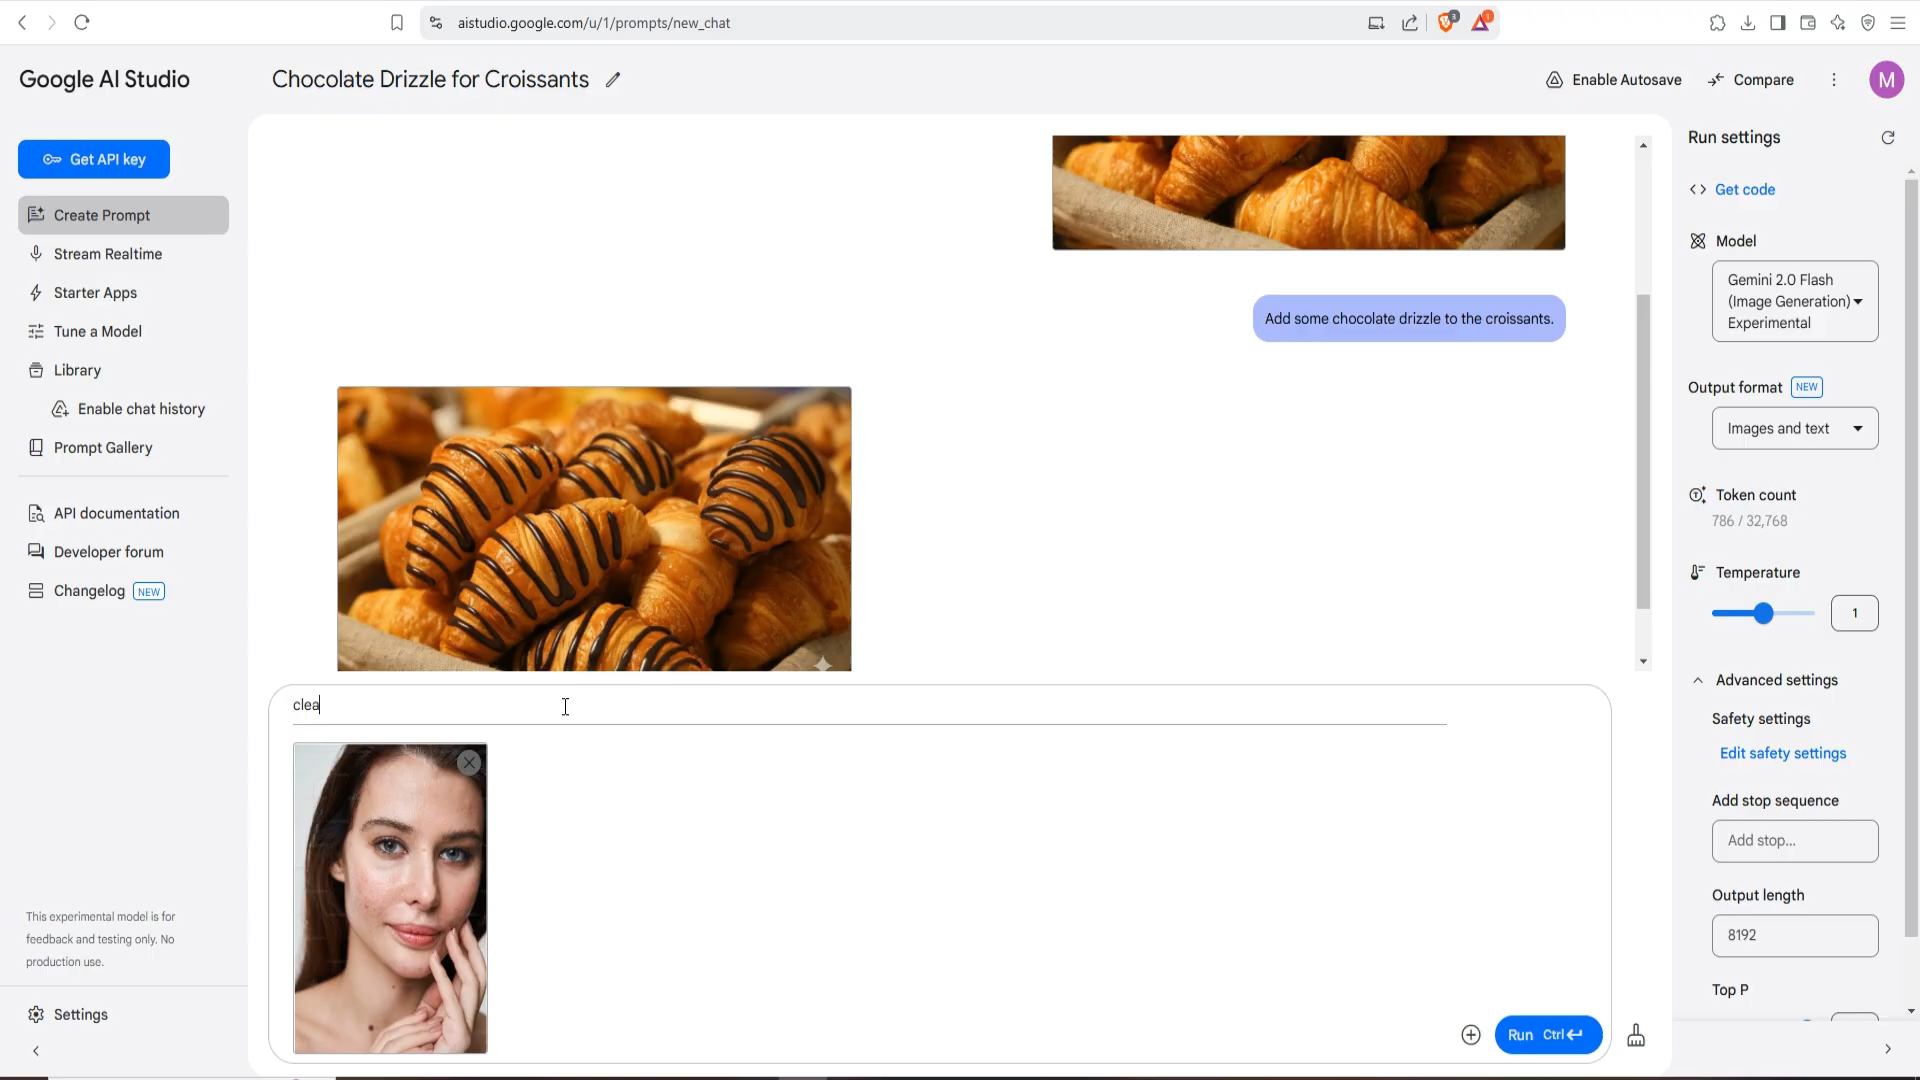 aistudio.google.com/u/1/prompts/new_chat
3
1
Google AI Studio
Chocolate Drizzle for Croissants
Enable Autosave
Compare
M
Get API key
Create Prompt
Stream Realtime
Starter Apps
Tune a Model
Library
Enable chat history
Prompt Gallery
API documentation
Developer forum
Changelog NEW
This experimental model is for
feedback and testing only. No
production use.
Settings
Add some chocolate drizzle to the croissants.
clea
Run Ctrl
Run settings
Get code
Model
Gemini 2.0 Flash
(Image Generation)
Experimental
Output format NEW
Images and text
Token count
786 / 32,768
Temperature
1
Advanced settings
Safety settings
Edit safety settings
Add stop sequence
Add stop...
Output length
8192
Top P